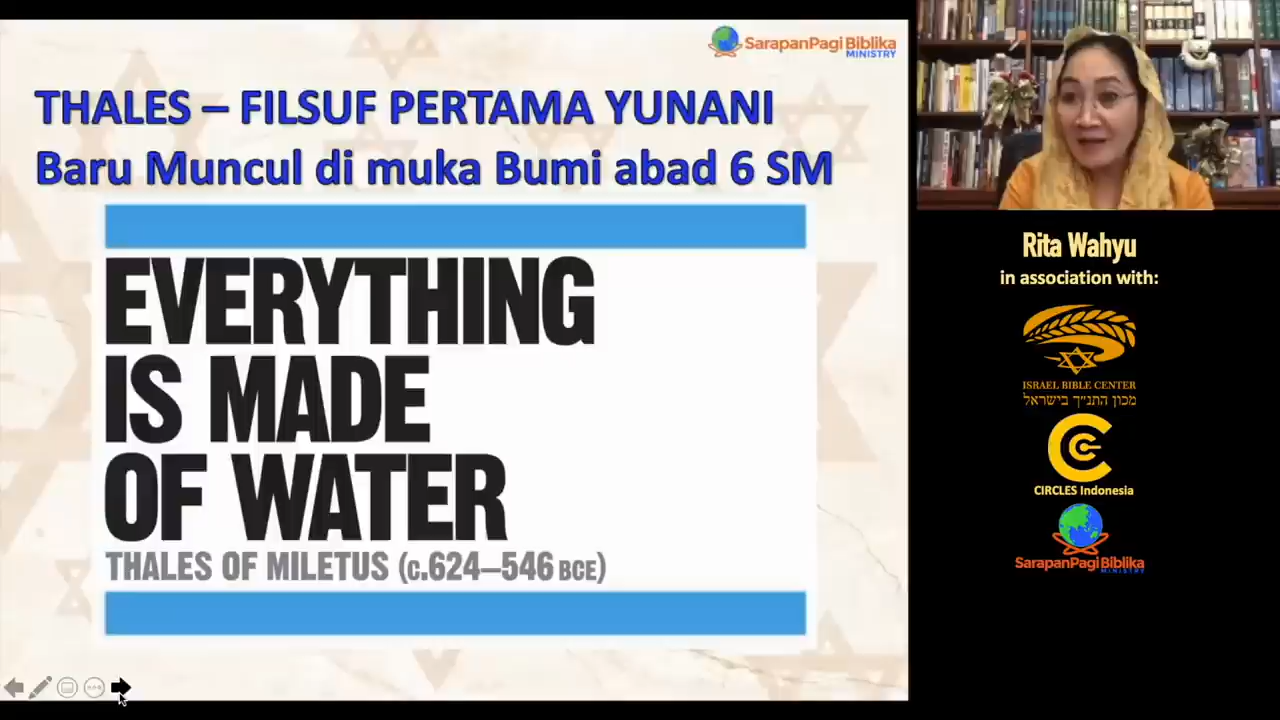 SarapanPagi Biblika
MINISTRY
THALES – FILSUF PERTAMA YUNANI
Baru Muncul di muka Bumi abad 6 SM
EVERYTHING
IS MADE
OF WATER
THALES OF MILETUS (c.624–546 BCE)
Rita Wahyu
in association with:
ISRAEL BIBLE CENTER
מכון התנ״ך בישראל
CIRCLES Indonesia
SarapanPagi Biblika
MINISTRY